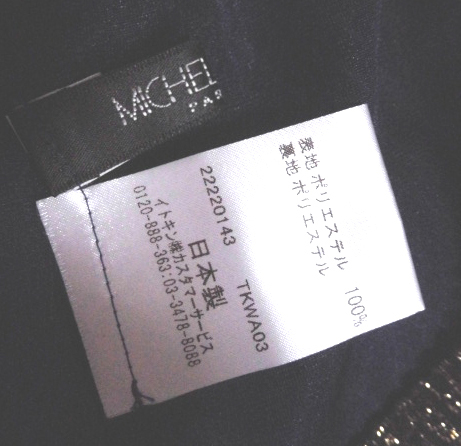 MICHEL
PAR
表地 ポリエステル 100%
裏地 ポリエステル
22220143 TKWA03
日本製
イトキン㈱カスタマーサービス
0120-888-363:03-3478-8088